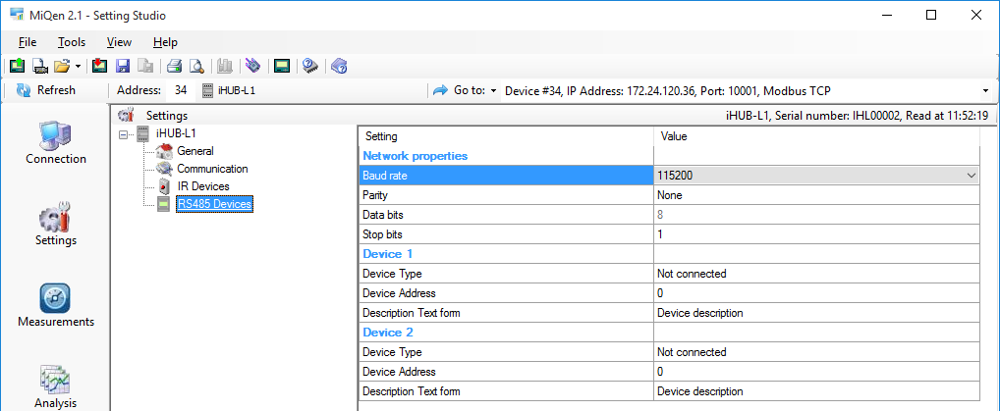 MiQen 2.1 - Setting Studio
File Tools View Help
Refresh Address: 34 iHUB-L1 Go to: Device #34, IP Address: 172.24.120.36, Port: 10001, Modbus TCP
Settings iHUB-L1, Serial number: IHL00002, Read at 11:52:19
Connection
Settings
Measurements
Analysis
iHUB-L1
General
Communication
IR Devices
RS485 Devices
Setting Value
Network properties
Baud rate 115200
Parity None
Data bits 8
Stop bits 1
Device 1
Device Type Not connected
Device Address 0
Description Text form Device description
Device 2
Device Type Not connected
Device Address 0
Description Text form Device description